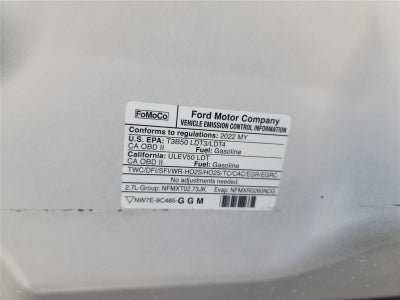 FoMoCo
Ford Motor Company
VEHICLE EMISSION CONTROL INFORMATION
Conforms to regulations: 2022 MY
U.S. EPA: T3B50 LDT3/LDT4
CA OBD II Fuel: Gasoline
California: ULEV50 LDT
CA OBD II Fuel: Gasoline
TWC/DFI/SFI/WR-HO2S/HO2S/TC/CAC/EGR/EGRC
No adjustments needed.
2.7L-Group: NFMXT02.73JK Evap: NFMXR0260NDG
NW7E-9C485-GGM